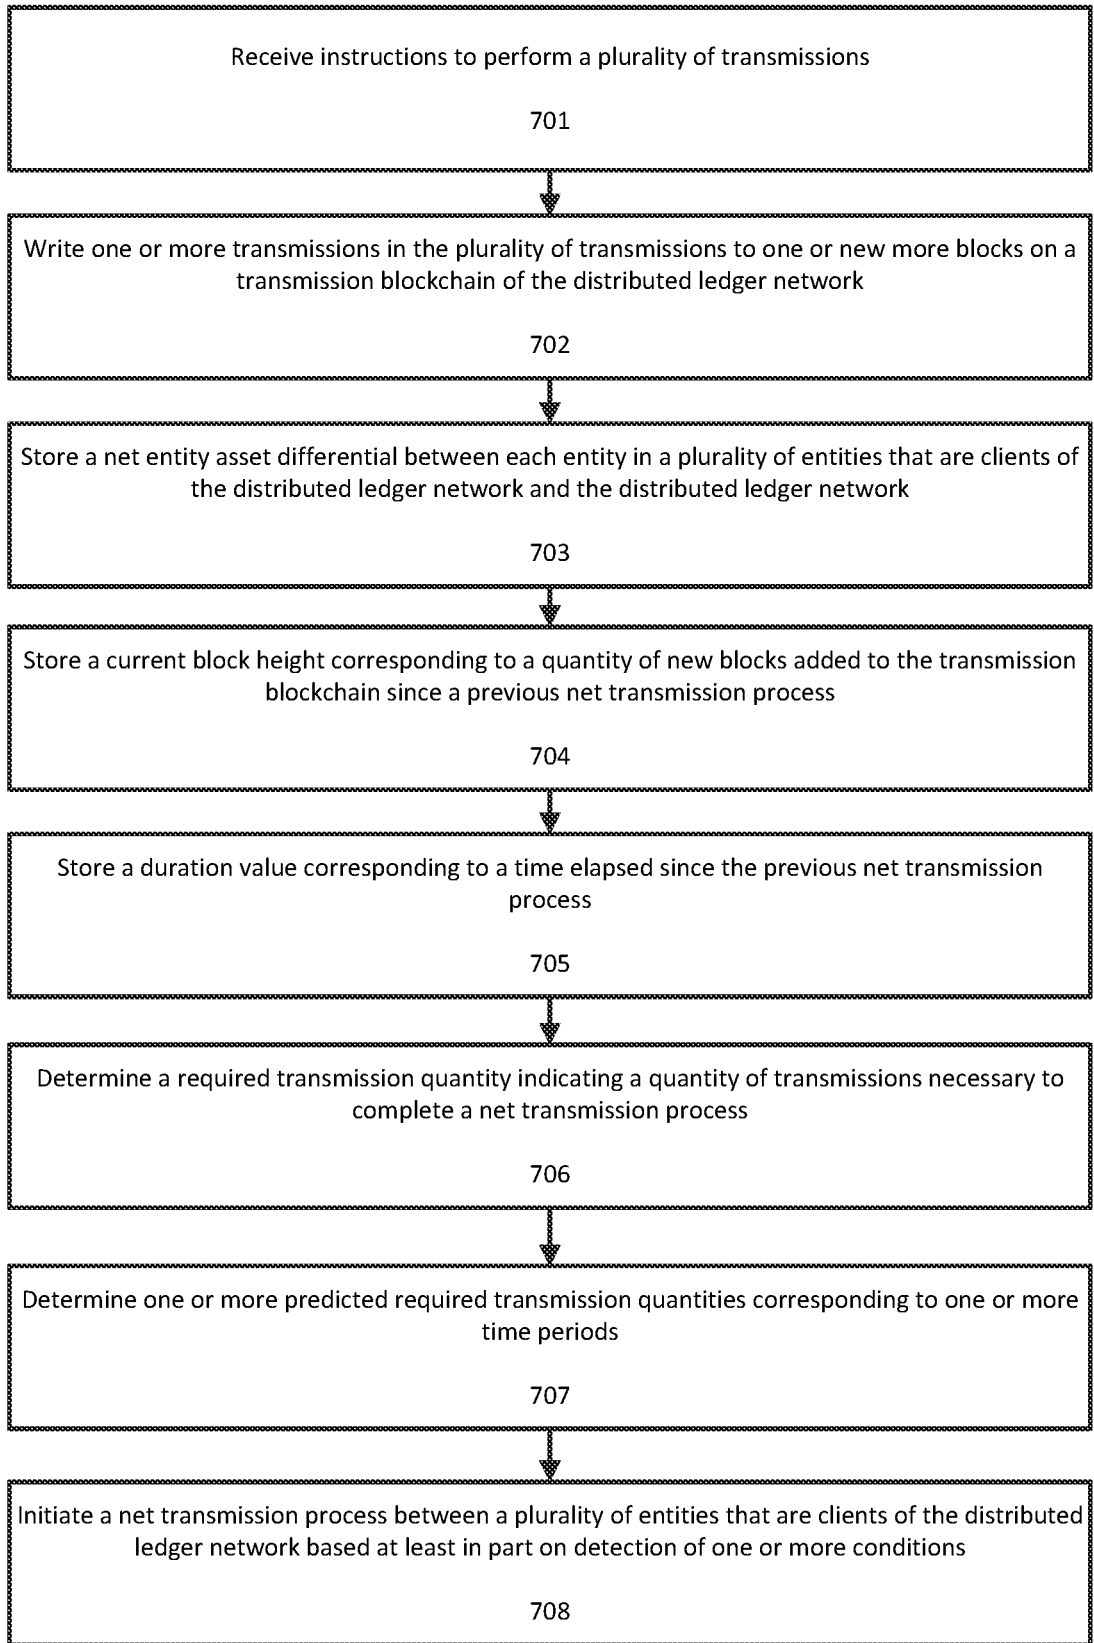 Receive instructions to perform a plurality of transmissions
701
Write one or more transmissions in the plurality of transmissions to one or new more blocks on a
transmission blockchain of the distributed ledger network
702
Store a net entity asset differential between each entity in a plurality of entities that are clients of
the distributed ledger network and the distributed ledger network
703
Store a current block height corresponding to a quantity of new blocks added to the transmission
blockchain since a previous net transmission process
704
Store a duration value corresponding to a time elapsed since the previous net transmission
process
705
Determine a required transmission quantity indicating a quantity of transmissions necessary to
complete a net transmission process
706
Determine one or more predicted required transmission quantities corresponding to one or more
time periods
707
Initiate a net transmission process between a plurality of entities that are clients of the distributed
ledger network based at least in part on detection of one or more conditions
708